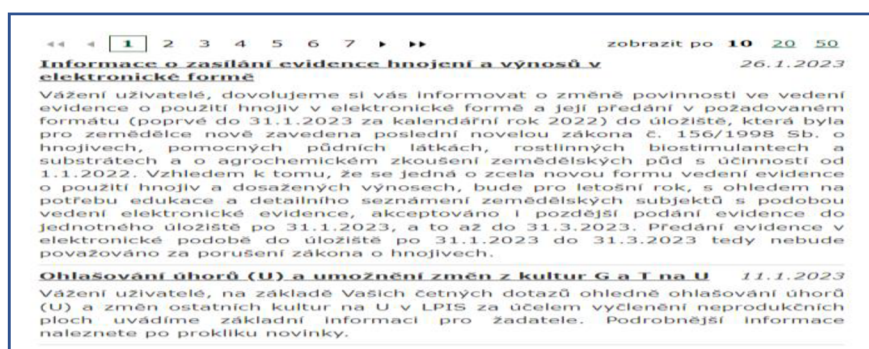 1 2 3 4 5 6 7 zobrazit po 10 20 50
Informace o zasílání evidence hnojení a výnosů v 26.1.2023
elektronické formě
Vážení uživatelé, dovolujeme si vás informovat o změně povinnosti ve vedení
evidence o použití hnojiv v elektronické formě a její předání v požadovaném
formátu (poprvé do 31.1.2023 za kalendářní rok 2022) do úložiště, která byla
pro zemědělce nově zavedena poslední novelou zákona č. 156/1998 Sb. o
hnojivech, pomocných půdních látkách, rostlinných biostimulantech a
substrátech a o agrochemickém zkoušení zemědělských půd s účinností od
1.1.2022. Vzhledem k tomu, že se jedná o zcela novou formu vedení evidence
o použití hnojiv a dosažených výnosech, bude pro letošní rok, s ohledem na
potřebu edukace a detailního seznámení zemědělských subjektů s podobou
vedení elektronické evidence, akceptováno i pozdější podání evidence do
jednotného úložiště po 31.1.2023, a to až do 31.3.2023. Předání evidence v
elektronické podobě do úložiště po 31.1.2023 do 31.3.2023 tedy nebude
považováno za porušení zákona o hnojivech.
Ohlašování úhorů (U) a umožnění změn z kultur G a T na U 11.1.2023
Vážení uživatelé, na základě Vašich četných dotazů ohledně ohlašování úhorů
(U) a změn ostatních kultur na U v LPIS za účelem vyčlenění neprodukčních
ploch uvádíme základní informaci pro žadatele. Podrobnější informace
naleznete po prokliku novinky.